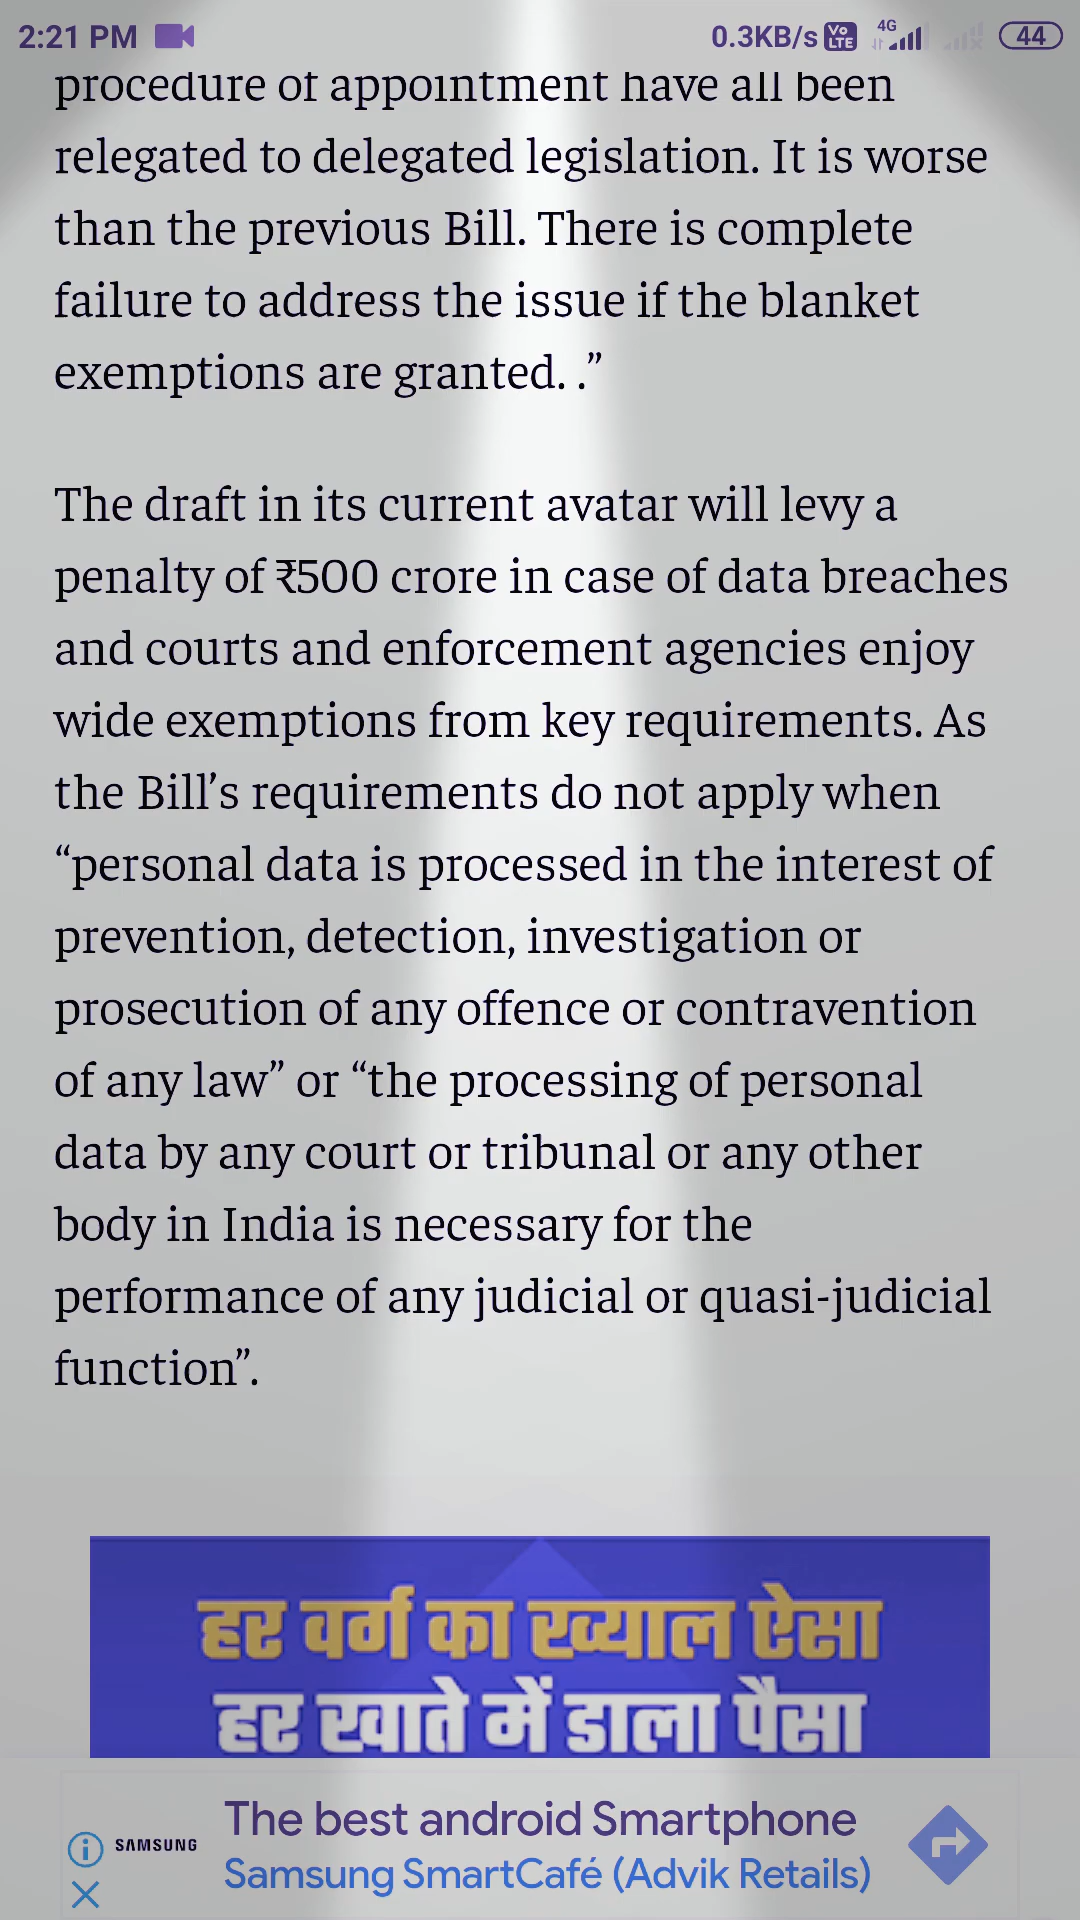 2:21 PM 0.3KB/s Vo LTE 4G 44
procedure of appointment have all been
relegated to delegated legislation. It is worse
than the previous Bill. There is complete
failure to address the issue if the blanket
exemptions are granted. .”
The draft in its current avatar will levy a
penalty of ₹500 crore in case of data breaches
and courts and enforcement agencies enjoy
wide exemptions from key requirements. As
the Bill’s requirements do not apply when
“personal data is processed in the interest of
prevention, detection, investigation or
prosecution of any offence or contravention
of any law” or “the processing of personal
data by any court or tribunal or any other
body in India is necessary for the
performance of any judicial or quasi-judicial
function”.
हर वर्ग का ख्याल ऐसा
हर खाते में डाला पैसा
The best android Smartphone
SAMSUNG
Samsung SmartCafé (Advik Retails)